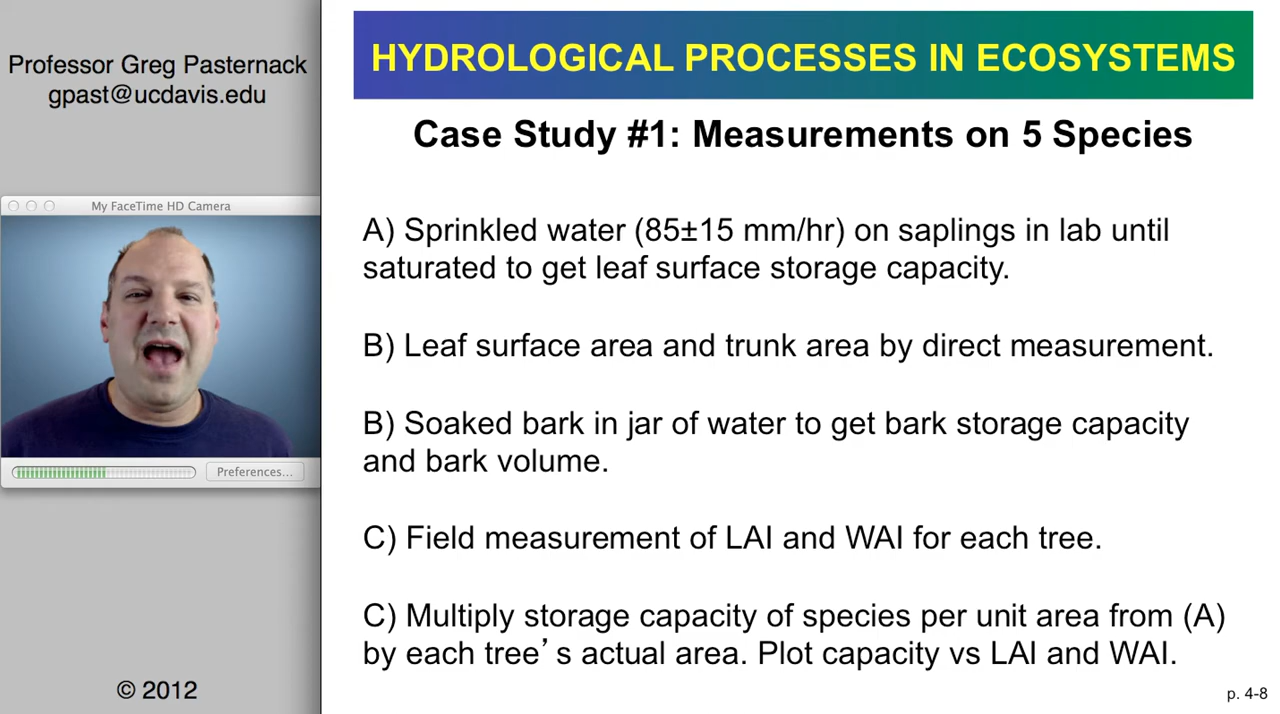 Professor Greg Pasternack
gpast@ucdavis.edu
My FaceTime HD Camera
Preferences...
© 2012
HYDROLOGICAL PROCESSES IN ECOSYSTEMS
Case Study #1: Measurements on 5 Species
A) Sprinkled water (85±15 mm/hr) on saplings in lab until
saturated to get leaf surface storage capacity.
B) Leaf surface area and trunk area by direct measurement.
B) Soaked bark in jar of water to get bark storage capacity
and bark volume.
C) Field measurement of LAI and WAI for each tree.
C) Multiply storage capacity of species per unit area from (A)
by each tree’s actual area. Plot capacity vs LAI and WAI.
p. 4-8